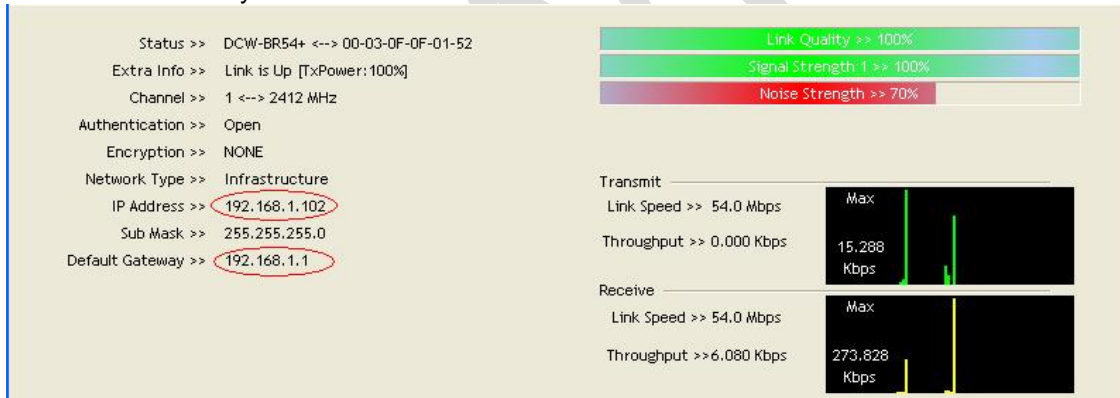 Status >> DCW-BR54+ <--> 00-03-0F-0F-01-52
Extra Info >> Link is Up [TxPower:100%]
Channel >> 1 <--> 2412 MHz
Authentication >> Open
Encryption >> NONE
Network Type >> Infrastructure
IP Address >> 192.168.1.102
Sub Mask >> 255.255.255.0
Default Gateway >> 192.168.1.1
Link Quality >> 100%
Signal Strength 1 >> 100%
Noise Strength >> 70%
Transmit
Link Speed >> 54.0 Mbps
Throughput >> 0.000 Kbps
Max
15.288
Kbps
Receive
Link Speed >> 54.0 Mbps
Throughput >>6.080 Kbps
Max
273.828
Kbps